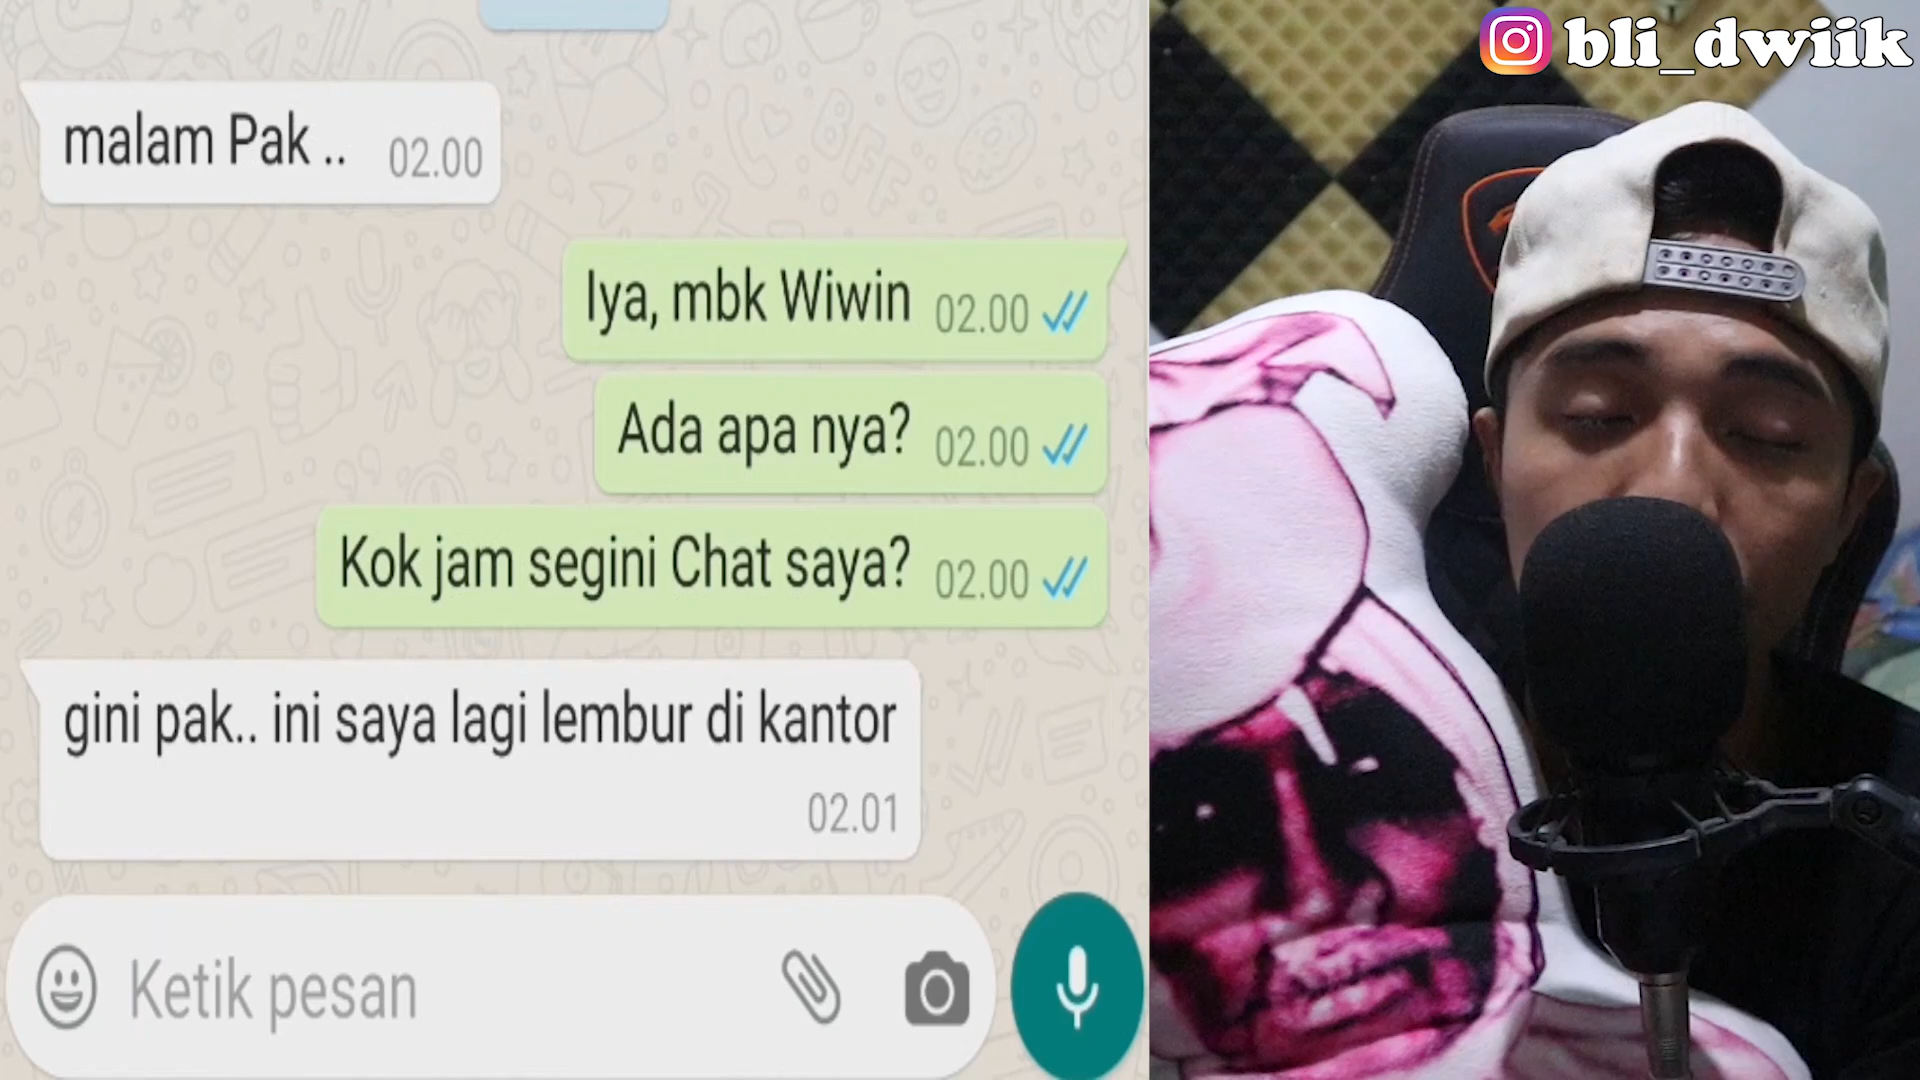 bli_dwiik
malam Pak .. 02.00
Iya, mbk Wiwin 02.00
Ada apa nya? 02.00
Kok jam segini Chat saya? 02.00
gini pak.. ini saya lagi lembur di kantor
02.01
Ketik pesan